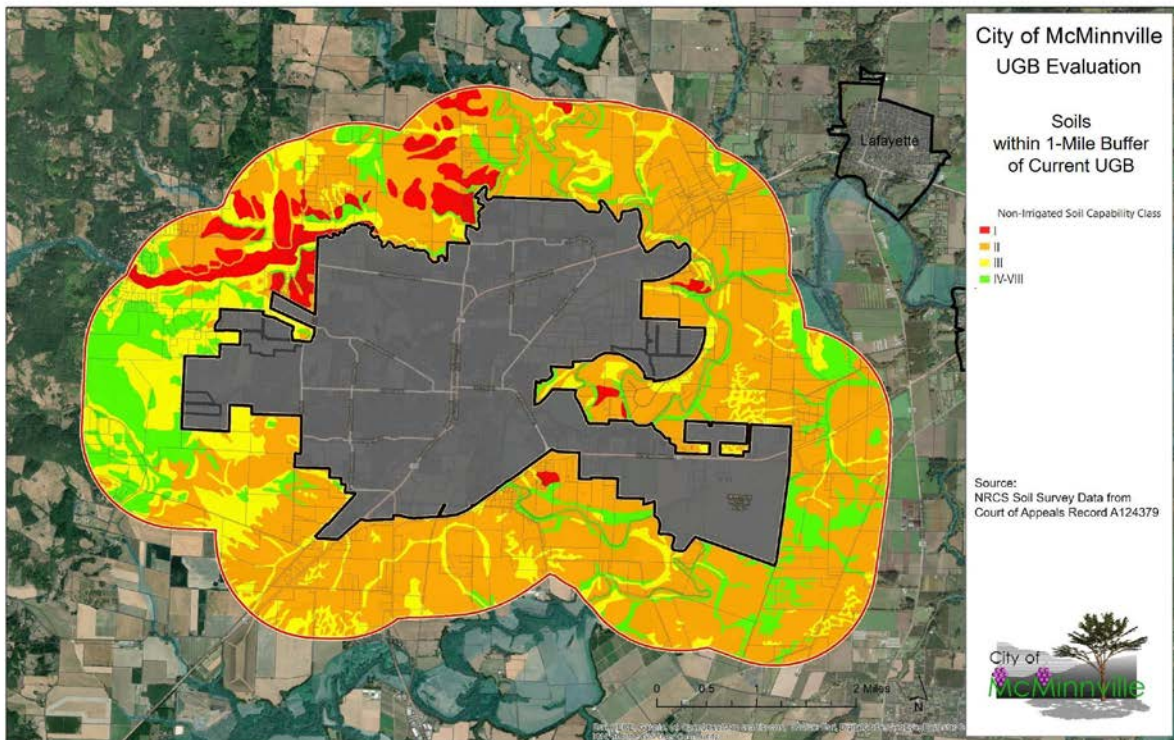 City of McMinnville
UGB Evaluation
Soils
within 1-Mile Buffer
of Current UGB
Non-Irrigated Soil Capability Class
I
II
III
IV-VIII
Lafayette
Source:
NRCS Soil Survey Data from
Court of Appeals Record A124379
0 0.5 1 2 Miles
N
City of
McMinnville